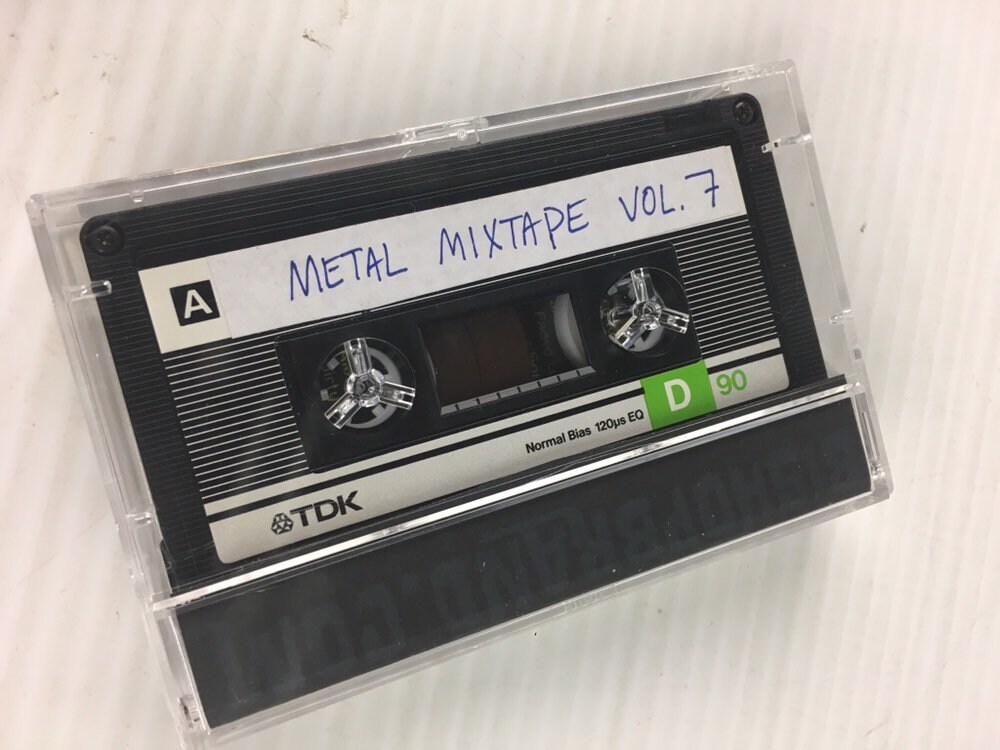 A
METAL MIXTAPE VOL. 7
Normal Bias 120µs EQ
D 90
TDK